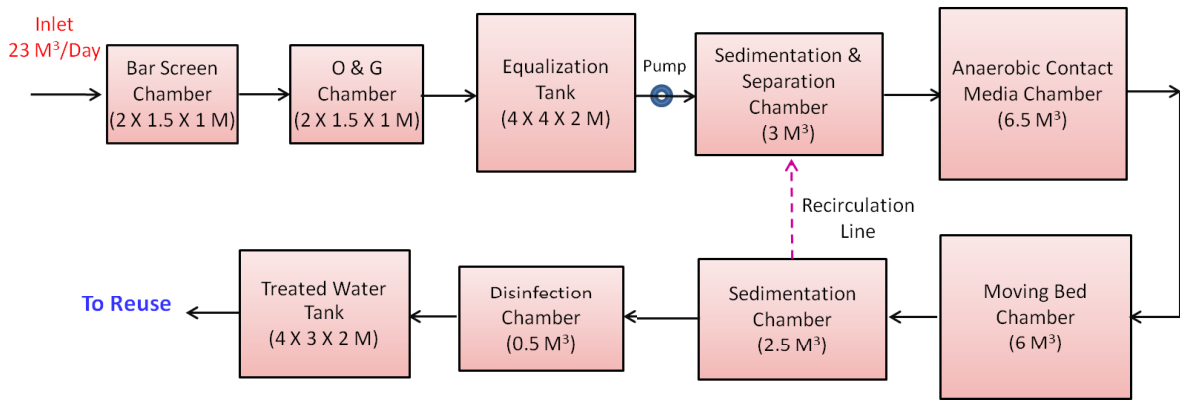 Inlet
23 M³/Day
Bar Screen
Chamber
(2 X 1.5 X 1 M)
O & G
Chamber
(2 X 1.5 X 1 M)
Equalization
Tank
(4 X 4 X 2 M)
Pump
Sedimentation &
Separation
Chamber
(3 M³)
Anaerobic Contact
Media Chamber
(6.5 M³)
Recirculation
Line
To Reuse
Treated Water
Tank
(4 X 3 X 2 M)
Disinfection
Chamber
(0.5 M³)
Sedimentation
Chamber
(2.5 M³)
Moving Bed
Chamber
(6 M³)